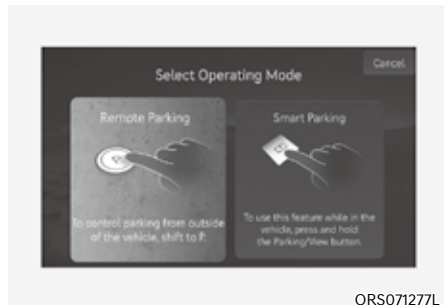 Cancel
Select Operating Mode
Remote Parking
Smart Parking
To control parking from outside
of the vehicle, shift to P.
To use this feature while in the
vehicle, press and hold
the Parking/View button.
ORS071277L